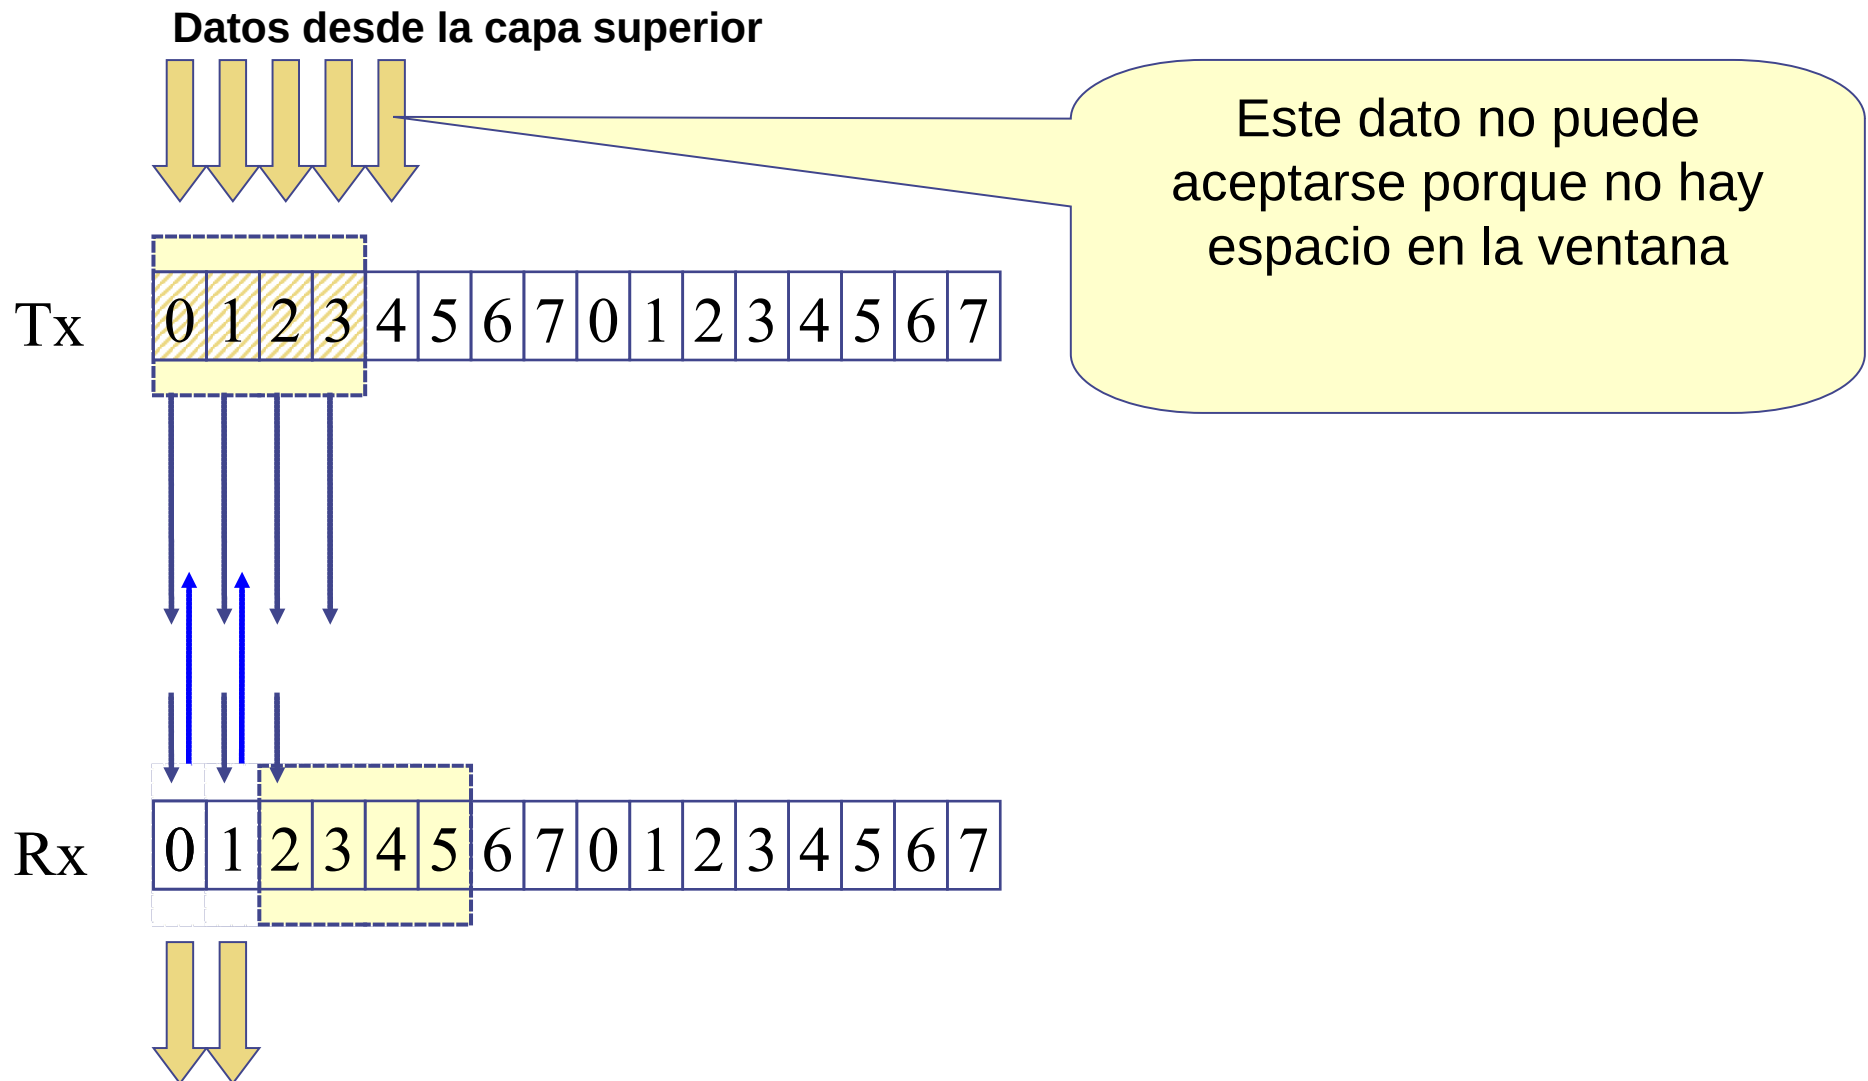 Datos desde la capa superior
Este dato no puede
aceptarse porque no hay
espacio en la ventana
Tx
0 1 2 3 4 5 6 7 0 1 2 3 4 5 6 7
Rx
0 1 2 3 4 5 6 7 0 1 2 3 4 5 6 7